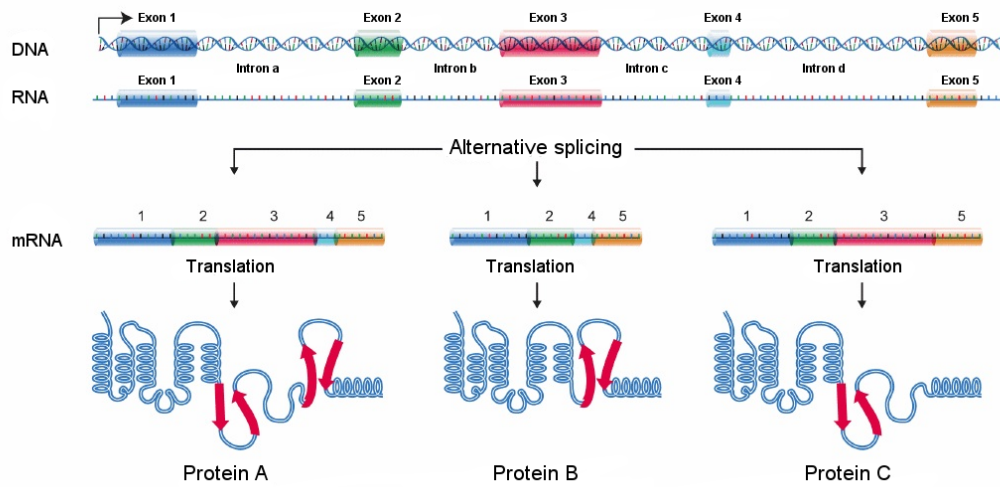 Exon 1 Exon 2 Exon 3 Exon 4 Exon 5
DNA
Intron a Intron b Intron c Intron d
Exon 1 Exon 2 Exon 3 Exon 4 Exon 5
RNA
Alternative splicing
1 2 3 4 5 1 2 4 5 1 2 3 5
mRNA
Translation Translation Translation
Protein A Protein B Protein C